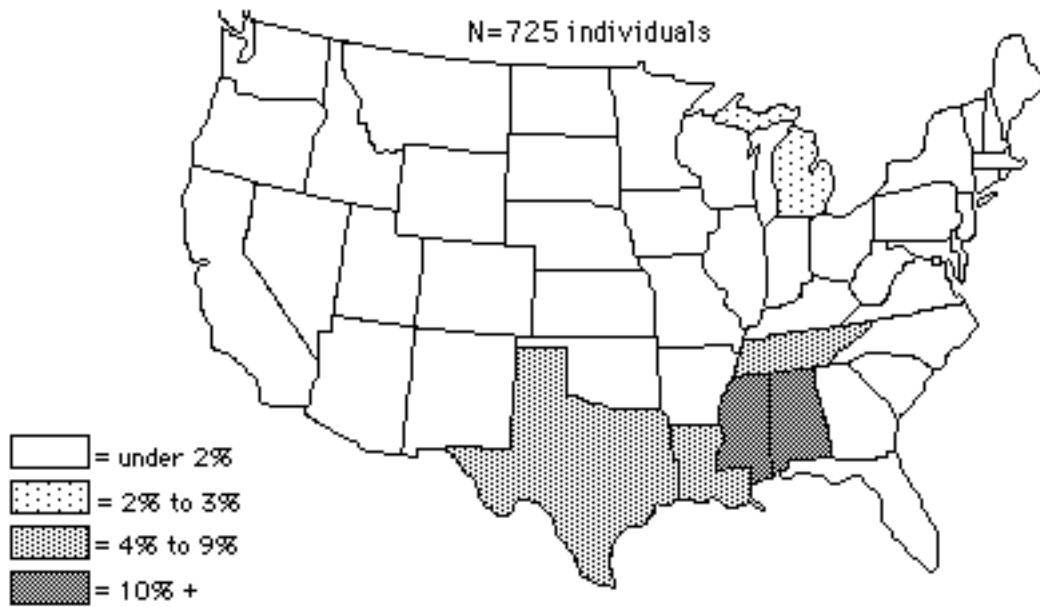 N=725 individuals
= under 2%
= 2% to 3%
= 4% to 9%
= 10% +